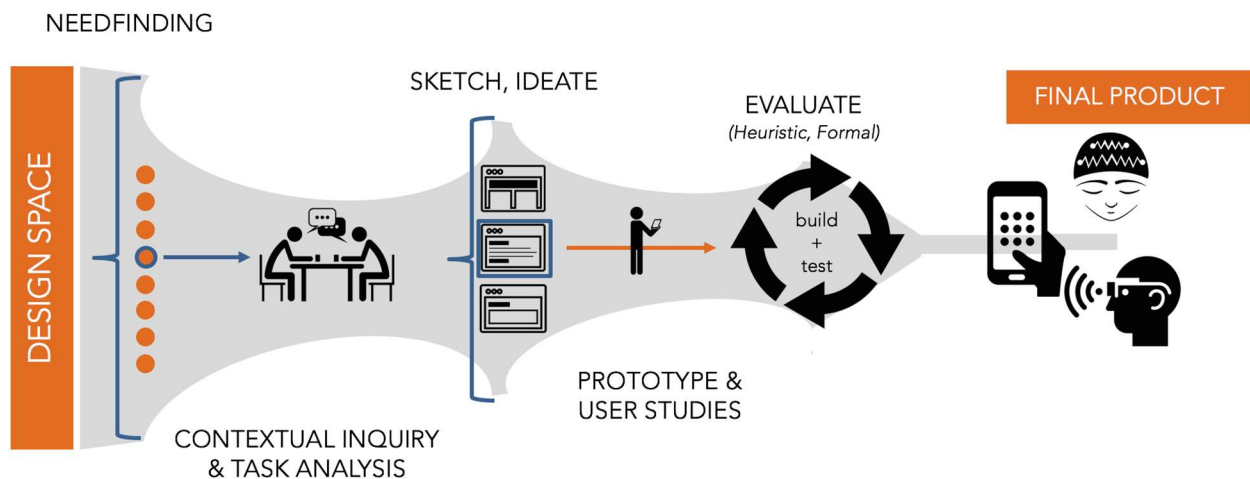 NEEDFINDING
DESIGN SPACE
CONTEXTUAL INQUIRY
& TASK ANALYSIS
SKETCH, IDEATE
PROTOTYPE &
USER STUDIES
EVALUATE
(Heuristic, Formal)
build
+
test
FINAL PRODUCT